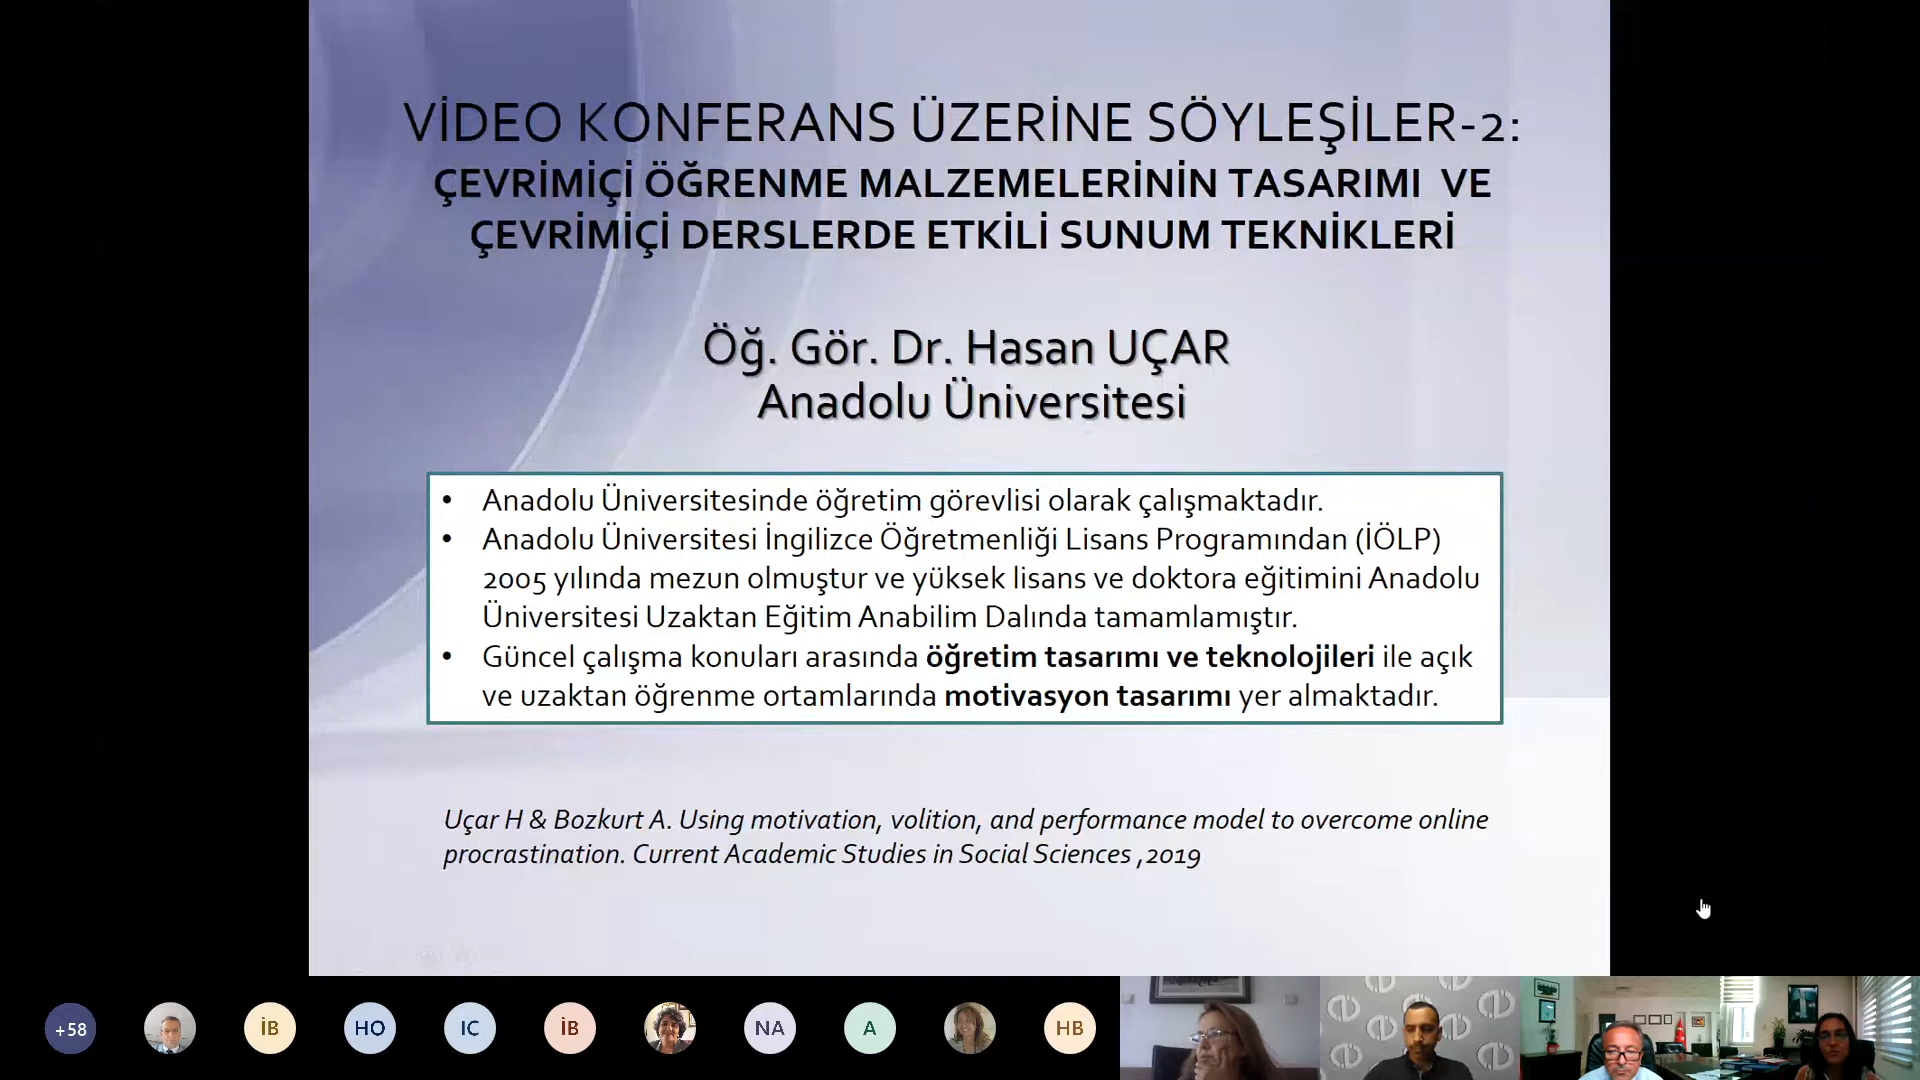 VİDEO KONFERANS ÜZERİNE SÖYLEŞİLER-2:
ÇEVRİMİÇİ ÖĞRENME MALZEMELERİNİN TASARIMI VE
ÇEVRİMİÇİ DERSLERDE ETKİLİ SUNUM TEKNİKLERİ
Öğ. Gör. Dr. Hasan UÇAR
Anadolu Üniversitesi
• Anadolu Üniversitesinde öğretim görevlisi olarak çalışmaktadır.
• Anadolu Üniversitesi İngilizce Öğretmenliği Lisans Programından (İÖLP)
2005 yılında mezun olmuştur ve yüksek lisans ve doktora eğitimini Anadolu
Üniversitesi Uzaktan Eğitim Anabilim Dalında tamamlamıştır.
• Güncel çalışma konuları arasında öğretim tasarımı ve teknolojileri ile açık
ve uzaktan öğrenme ortamlarında motivasyon tasarımı yer almaktadır.
Uçar H & Bozkurt A. Using motivation, volition, and performance model to overcome online
procrastination. Current Academic Studies in Social Sciences ,2019
+58 İB HO IC İB NA A HB